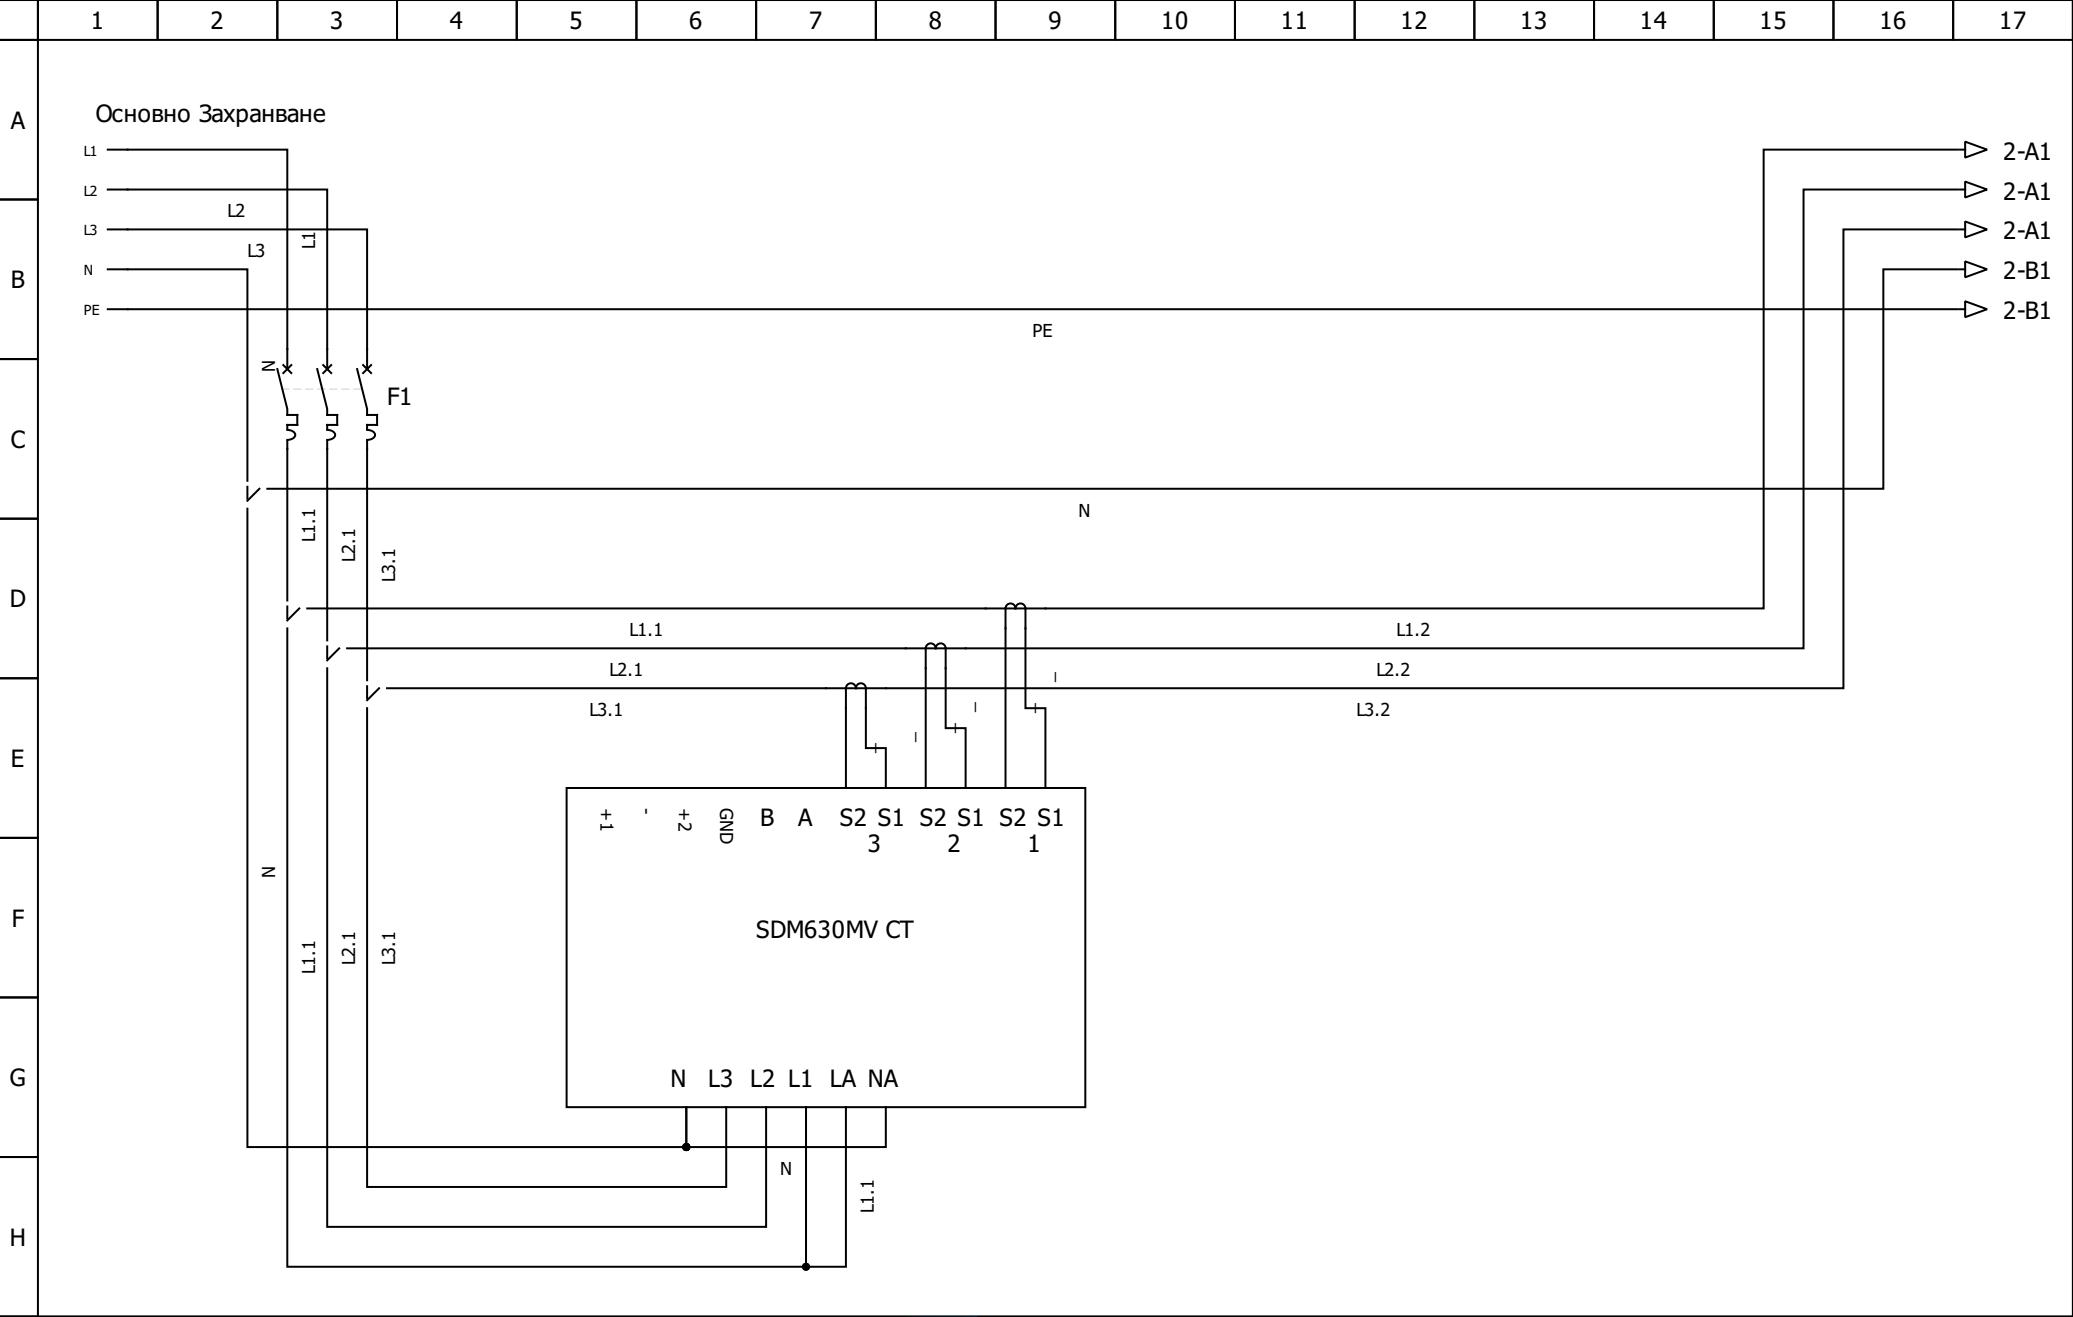 1 2 3 4 5 6 7 8 9 10 11 12 13 14 15 16 17
A
Основно Захранване
L1
2-A1
L2
2-A1
L2
L3
L1
2-A1
L3
B
N
2-B1
PE
2-B1
PE
N
F1
C
N
L1.1
L2.1
L3.1
D
L1.1
L1.2
L2.1
L2.2
L3.1
L3.2
E
+1 - +2 GND B A S2 S1 S2 S1 S2 S1
3 2 1
N
F
SDM630MV CT
L1.1
L2.1
L3.1
G
N L3 L2 L1 LA NA
N
L1.1
H